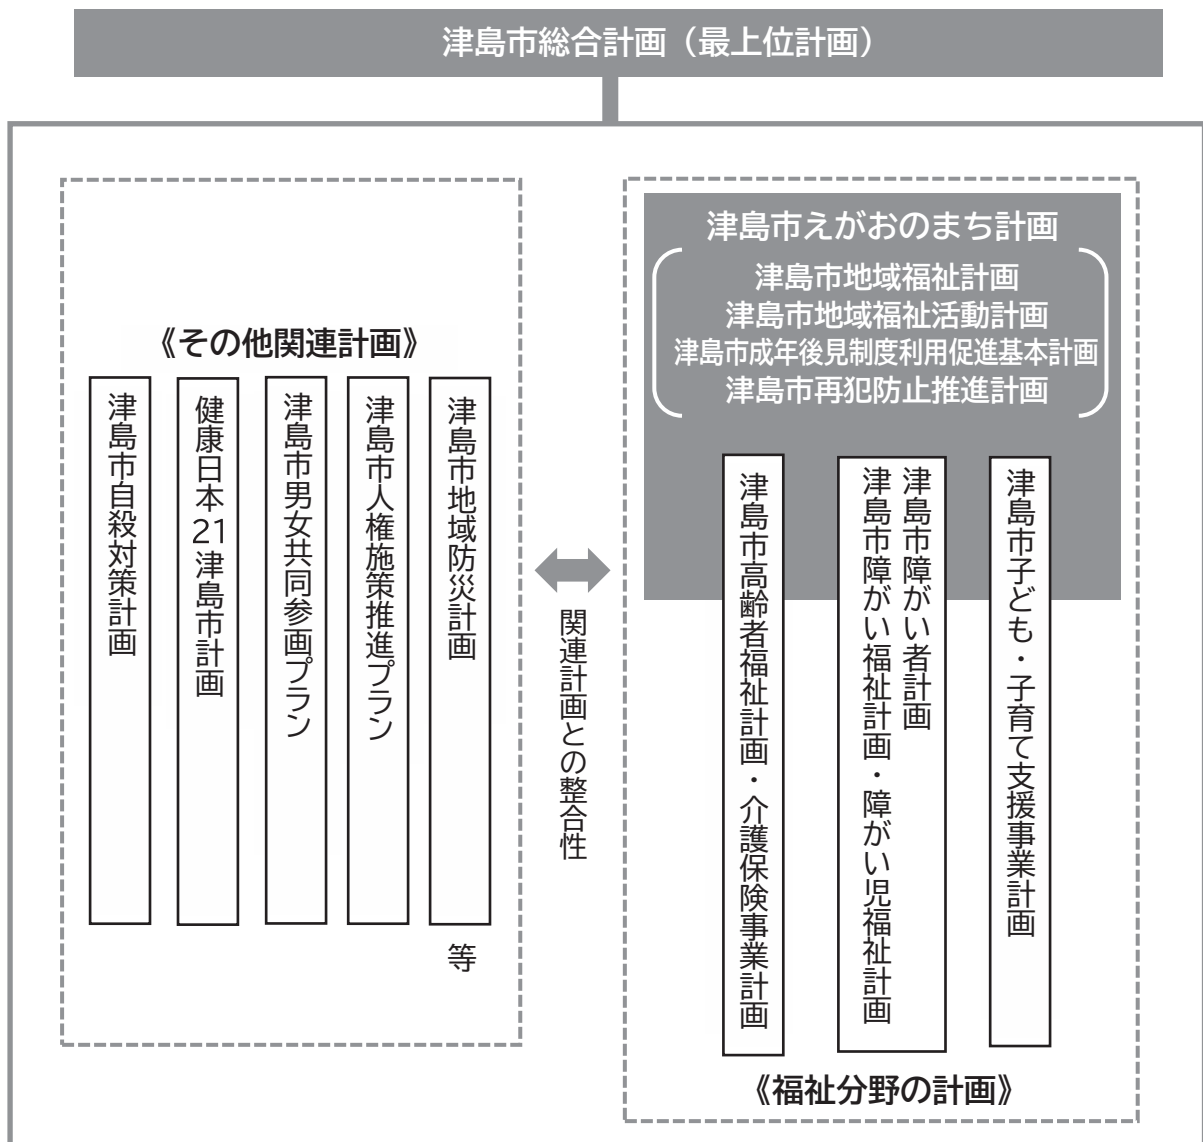 津島市総合計画（最上位計画）
《その他関連計画》
津島市自殺対策計画
健康日本21津島市計画
津島市男女共同参画プラン
津島市人権施策推進プラン
津島市地域防災計画
等
関連計画との整合性
津島市えがおのまち計画
津島市地域福祉計画
津島市地域福祉活動計画
津島市成年後見制度利用促進基本計画
津島市再犯防止推進計画
津島市高齢者福祉計画・介護保険事業計画
津島市障がい者計画
津島市障がい福祉計画・障がい児福祉計画
津島市子ども・子育て支援事業計画
《福祉分野の計画》